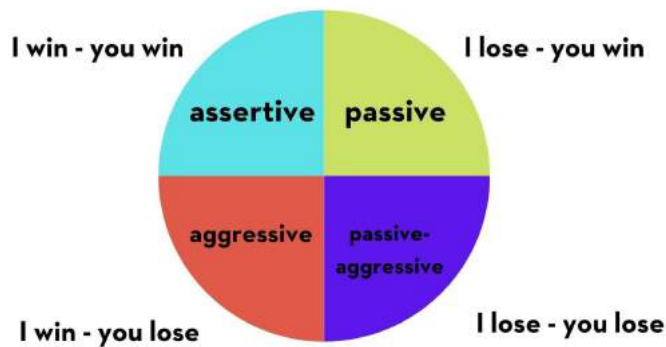 I win - you win
I lose - you win
assertive
passive
aggressive
passive-
aggressive
I win - you lose
I lose - you lose